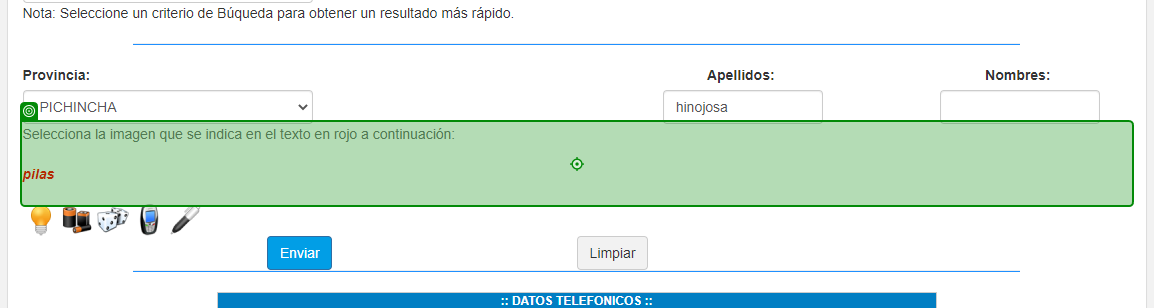 Nota: Seleccione un criterio de Búqueda para obtener un resultado más rápido.
Provincia: Apellidos: Nombres:
PICHINCHA hinojosa
Selecciona la imagen que se indica en el texto en rojo a continuación:
pilas
Enviar Limpiar
:: DATOS TELEFONICOS ::